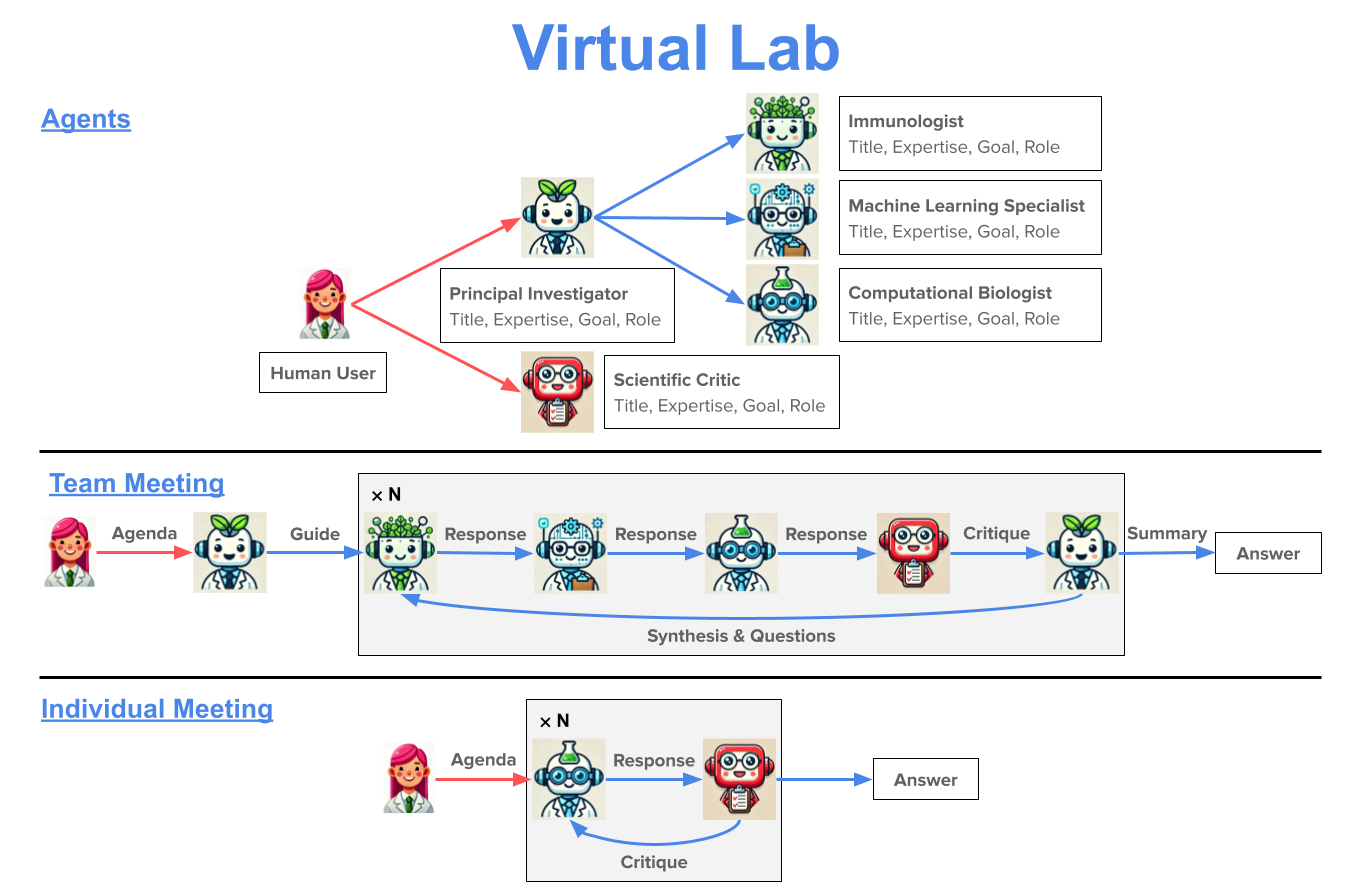 Virtual Lab
Agents
Immunologist
Title, Expertise, Goal, Role
Machine Learning Specialist
Title, Expertise, Goal, Role
Principal Investigator
Title, Expertise, Goal, Role
Computational Biologist
Title, Expertise, Goal, Role
Human User
Scientific Critic
Title, Expertise, Goal, Role
Team Meeting
× N
Agenda
Guide
Response
Response
Response
Critique
Summary
Answer
Synthesis & Questions
Individual Meeting
× N
Agenda
Response
Answer
Critique